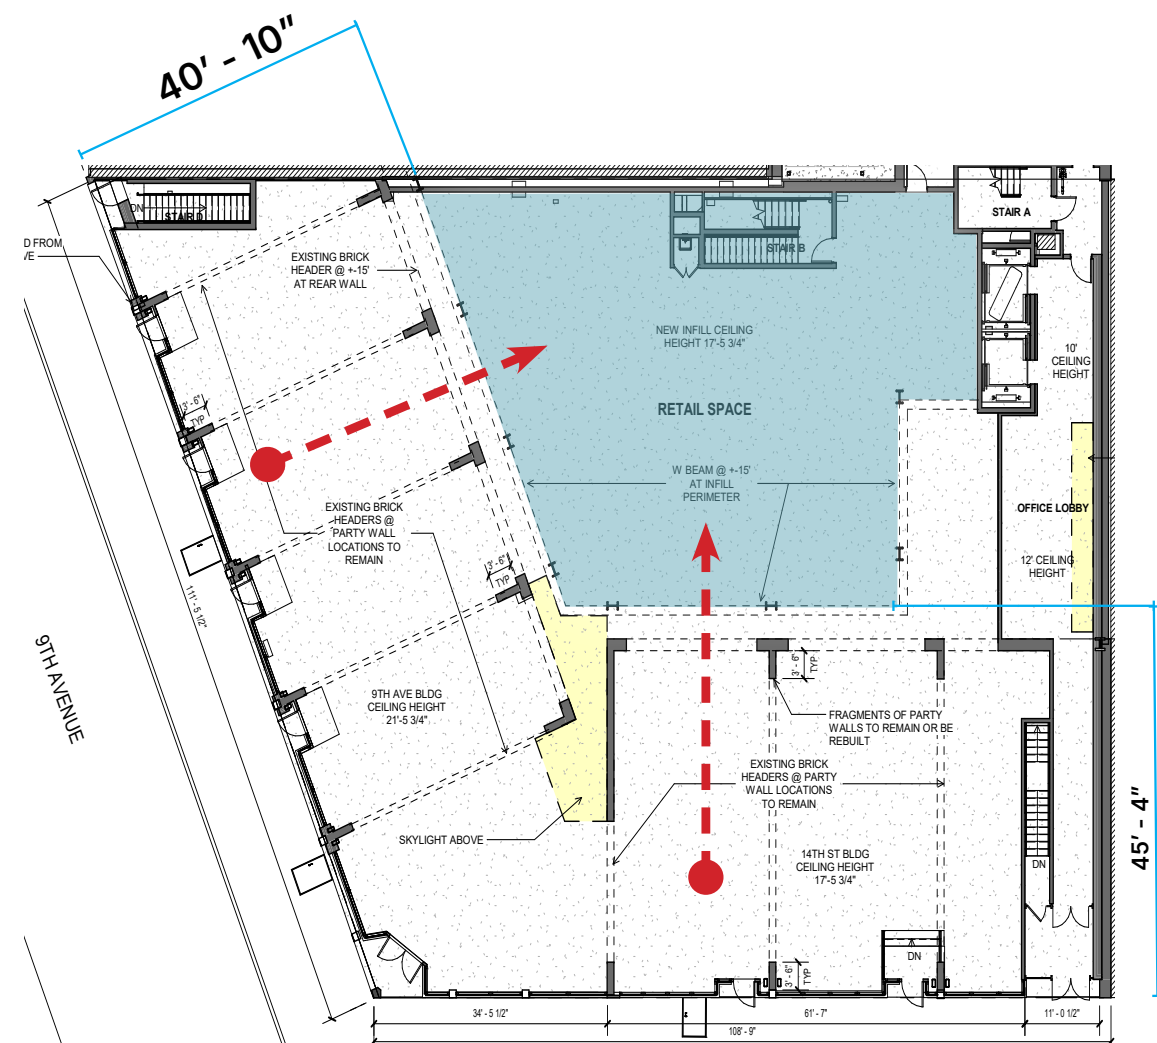 40' - 10"
DN
STAIR D
D FROM
VE
EXISTING BRICK
HEADER @ +-15'
AT REAR WALL
STAIR A
STAIR B
NEW INFILL CEILING
HEIGHT 17'-5 3/4"
10'
CEILING
HEIGHT
3' - 6"
TYP
RETAIL SPACE
W BEAM @ +-15'
AT INFILL
PERIMETER
EXISTING BRICK
HEADERS @
PARTY WALL
LOCATIONS TO
REMAIN
OFFICE LOBBY
12' CEILING
HEIGHT
3' - 6"
TYP
111' - 5 1/2"
9TH AVENUE
9TH AVE BLDG
CEILING HEIGHT
21'-5 3/4"
3' - 6"
TYP
FRAGMENTS OF PARTY
WALLS TO REMAIN OR BE
REBUILT
EXISTING BRICK
HEADERS @ PARTY
WALL LOCATIONS
TO REMAIN
SKYLIGHT ABOVE
14TH ST BLDG
CEILING HEIGHT
17'-5 3/4"
DN
45' - 4"
DN
3' - 6"
TYP
34' - 5 1/2"
61' - 7"
11' - 0 1/2"
108' - 9"